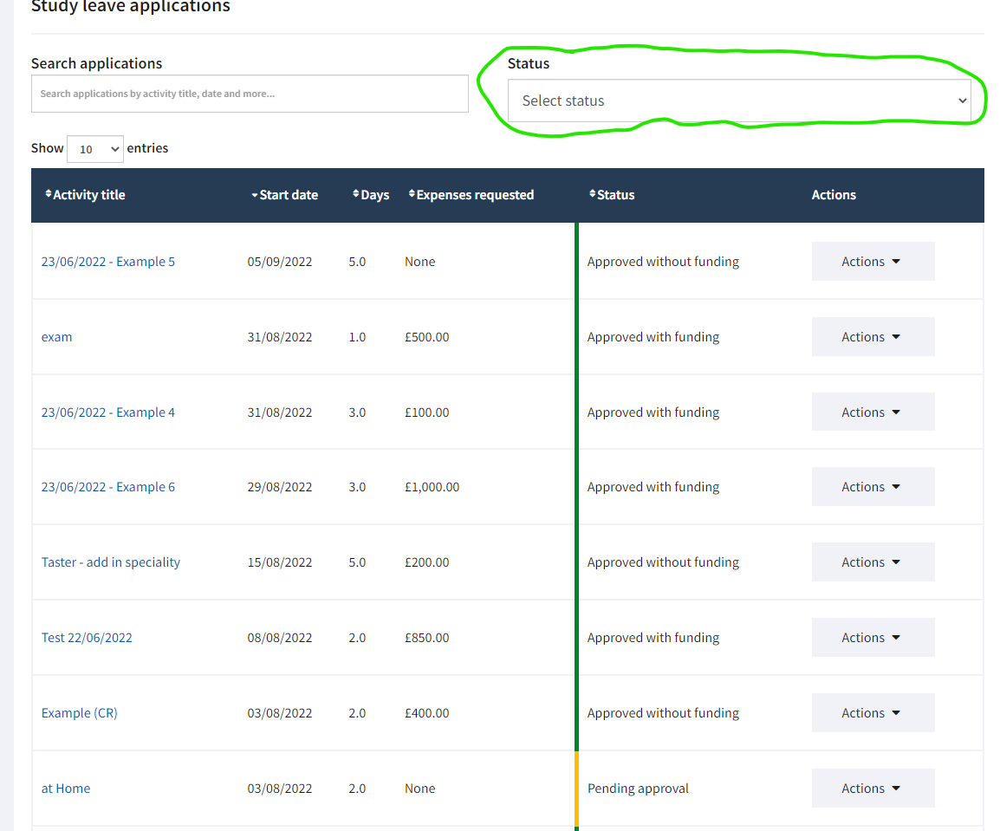 Study leave applications
Search applications
Status
Search applications by activity title, date and more...
Select status
Show 10 entries
Activity title Start date Days Expenses requested Status Actions
23/06/2022 - Example 5 05/09/2022 5.0 None Approved without funding Actions
exam 31/08/2022 1.0 £500.00 Approved with funding Actions
23/06/2022 - Example 4 31/08/2022 3.0 £100.00 Approved with funding Actions
23/06/2022 - Example 6 29/08/2022 3.0 £1,000.00 Approved with funding Actions
Taster - add in speciality 15/08/2022 5.0 £200.00 Approved without funding Actions
Test 22/06/2022 08/08/2022 2.0 £850.00 Approved with funding Actions
Example (CR) 03/08/2022 2.0 £400.00 Approved without funding Actions
at Home 03/08/2022 2.0 None Pending approval Actions